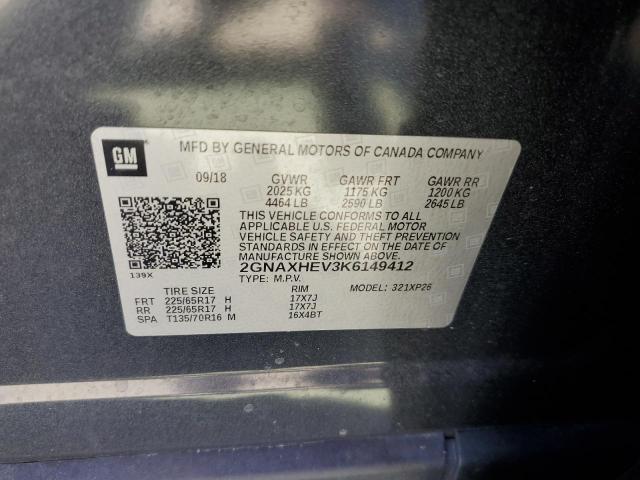 GM
MFD BY GENERAL MOTORS OF CANADA COMPANY
09/18 GVWR GAWR FRT GAWR RR
2025 KG 1175 KG 1200 KG
4464 LB 2590 LB 2645 LB
THIS VEHICLE CONFORMS TO ALL
APPLICABLE U.S. FEDERAL MOTOR
VEHICLE SAFETY AND THEFT PREVENTION
STANDARDS IN EFFECT ON THE DATE OF
MANUFACTURE SHOWN ABOVE.
139X 2GNAXHEV3K6149412
TYPE: M.P.V.
TIRE SIZE RIM MODEL: 321XP26
FRT 225/65R17 H 17X7J
RR 225/65R17 H 17X7J
SPA T135/70R16 M 16X4BT